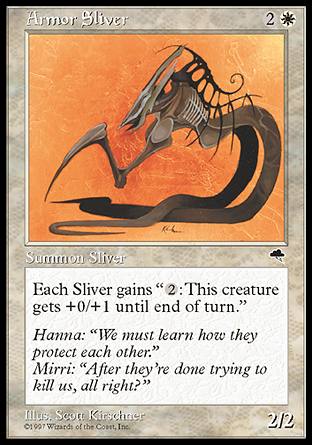 Armor Sliver 2
Summon Sliver
Each Sliver gains “2: This creature
gets +0/+1 until end of turn.”
Hanna: “We must learn how they
protect each other.”
Mirri: “After they're done trying to
kill us, all right?”
Illus. Scott Kirschner
©1997 Wizards of the Coast, Inc.
2/2